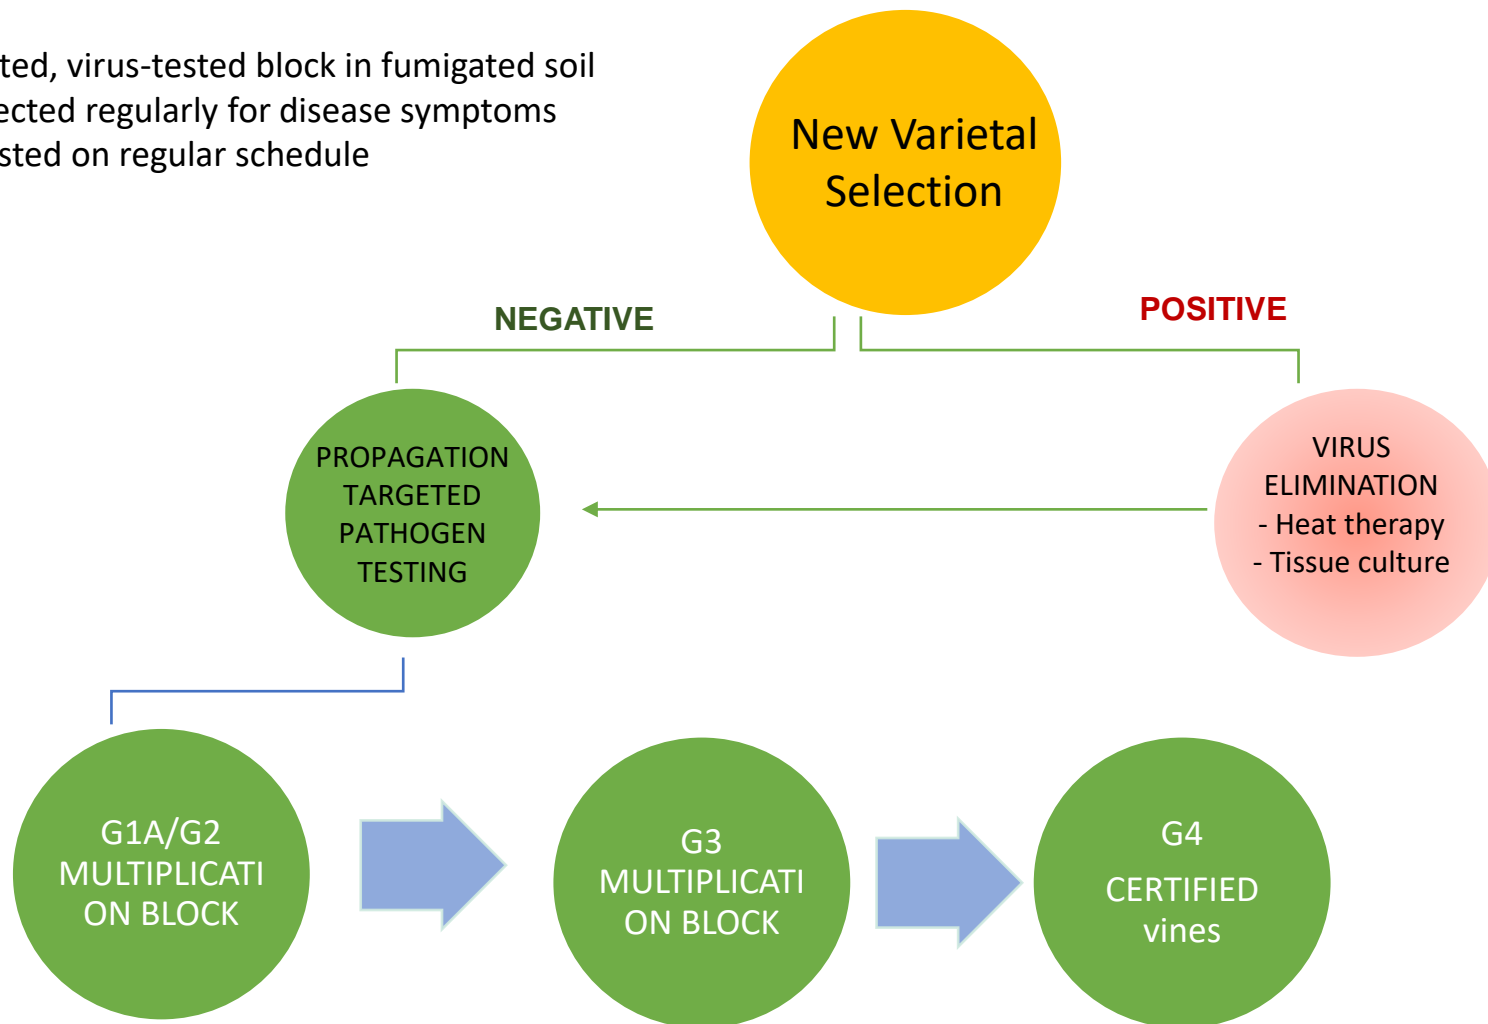 ted, virus-tested block in fumigated soil
ected regularly for disease symptoms
sted on regular schedule
New Varietal
Selection
NEGATIVE
POSITIVE
PROPAGATION
TARGETED
PATHOGEN
TESTING
VIRUS
ELIMINATION
- Heat therapy
- Tissue culture
G1A/G2
MULTIPLICATI
ON BLOCK
G3
MULTIPLICATI
ON BLOCK
G4
CERTIFIED
vines